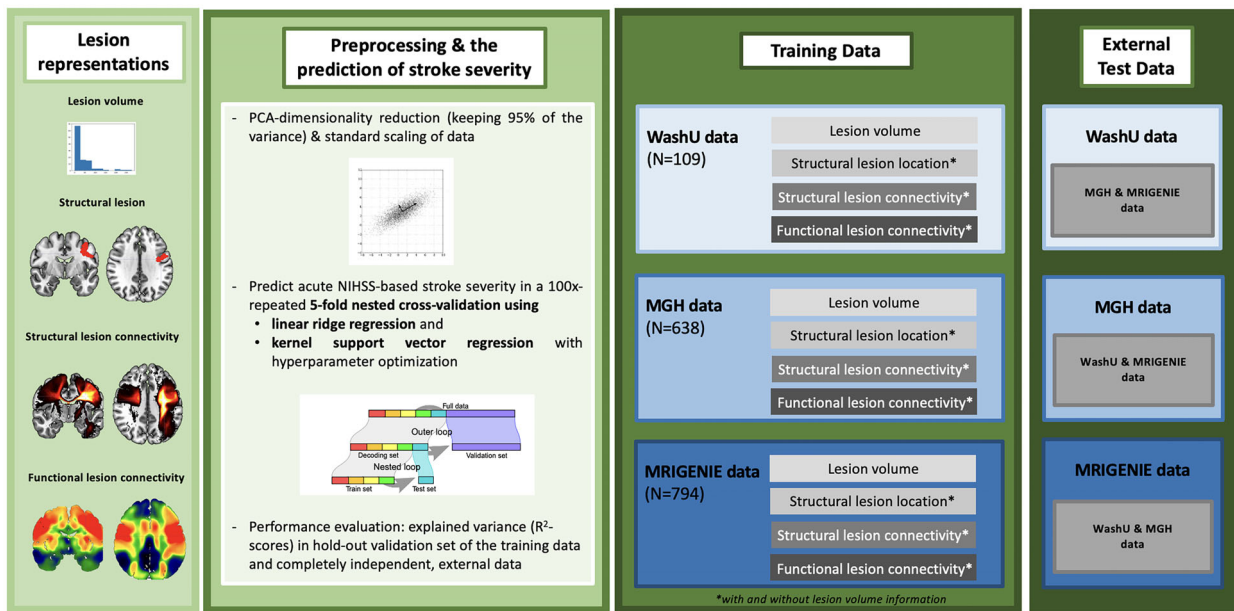 Lesion
representations
Lesion volume
Structural lesion
Structural lesion connectivity
Functional lesion connectivity
Preprocessing & the
prediction of stroke severity
- PCA-dimensionality reduction (keeping 95% of the
variance) & standard scaling of data
- Predict acute NIHSS-based stroke severity in a 100x-
repeated 5-fold nested cross-validation using
• linear ridge regression and
• kernel support vector regression with
hyperparameter optimization
Full data
Outer loop
Decoding set
Validation set
Nested loop
Train set
Test set
- Performance evaluation: explained variance (R²-
scores) in hold-out validation set of the training data
and completely independent, external data
Training Data
WashU data
(N=109)
Lesion volume
Structural lesion location*
Structural lesion connectivity*
Functional lesion connectivity*
MGH data
(N=638)
Lesion volume
Structural lesion location*
Structural lesion connectivity*
Functional lesion connectivity*
MRIGENIE data
(N=794)
Lesion volume
Structural lesion location*
Structural lesion connectivity*
Functional lesion connectivity*
*with and without lesion volume information
External
Test Data
WashU data
MGH & MRIGENIE
data
MGH data
WashU & MRIGENIE
data
MRIGENIE data
WashU & MGH
data